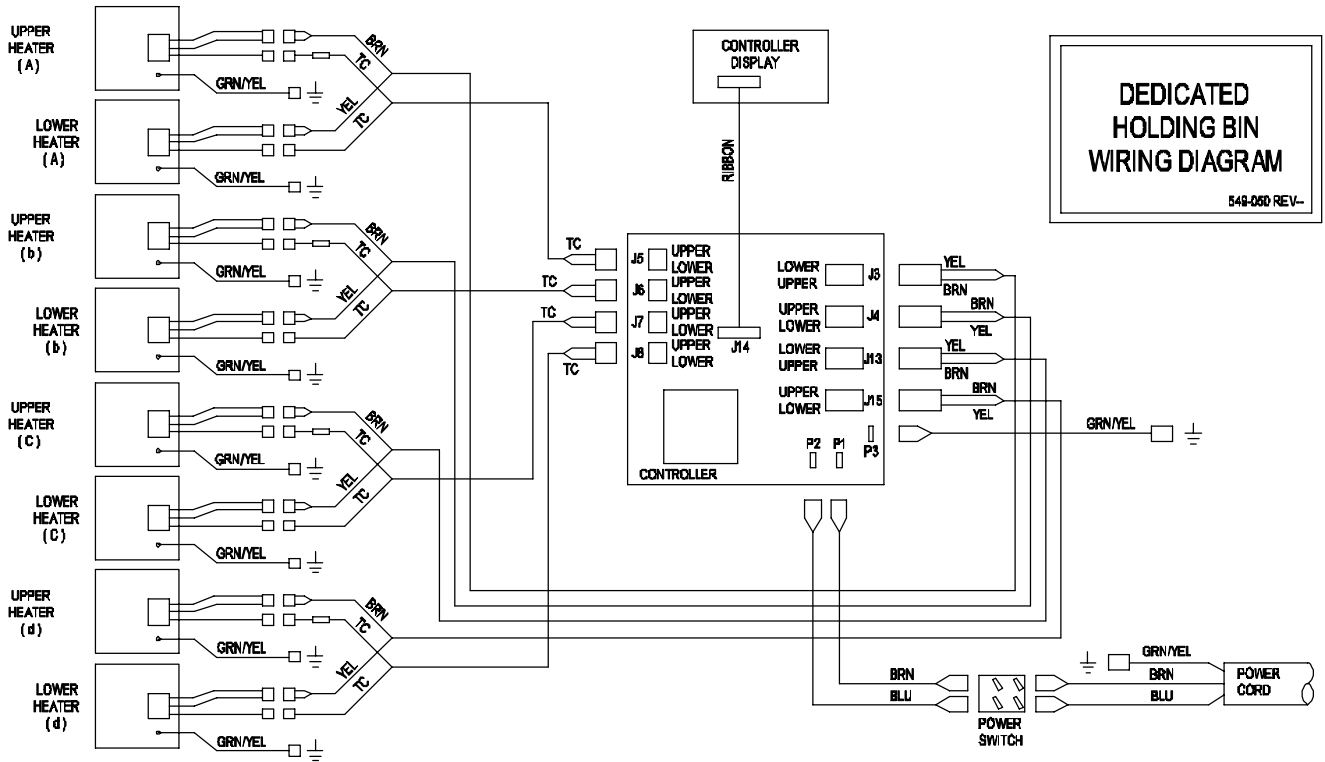 UPPER
HEATER
(A)
BRN
TC
GRN/YEL
LOWER
HEATER
(A)
YEL
TC
GRN/YEL
UPPER
HEATER
(b)
BRN
TC
GRN/YEL
LOWER
HEATER
(b)
YEL
TC
GRN/YEL
UPPER
HEATER
(C)
BRN
TC
GRN/YEL
LOWER
HEATER
(C)
YEL
TC
GRN/YEL
UPPER
HEATER
(d)
BRN
TC
GRN/YEL
LOWER
HEATER
(d)
YEL
TC
GRN/YEL
CONTROLLER
DISPLAY
RIBBON
DEDICATED
HOLDING BIN
WIRING DIAGRAM
549-050 REV--
TC
J5 UPPER
LOWER
TC
J6 UPPER
LOWER
TC
J7 UPPER
LOWER
TC
J8 UPPER
LOWER
J14
LOWER
UPPER
J3
YEL
BRN
UPPER
LOWER
J4
BRN
YEL
LOWER
UPPER
J13
YEL
BRN
UPPER
LOWER
J15
BRN
YEL
P2 P1 P3
CONTROLLER
GRN/YEL
BRN
BLU
POWER
SWITCH
GRN/YEL
BRN
BLU
POWER
CORD